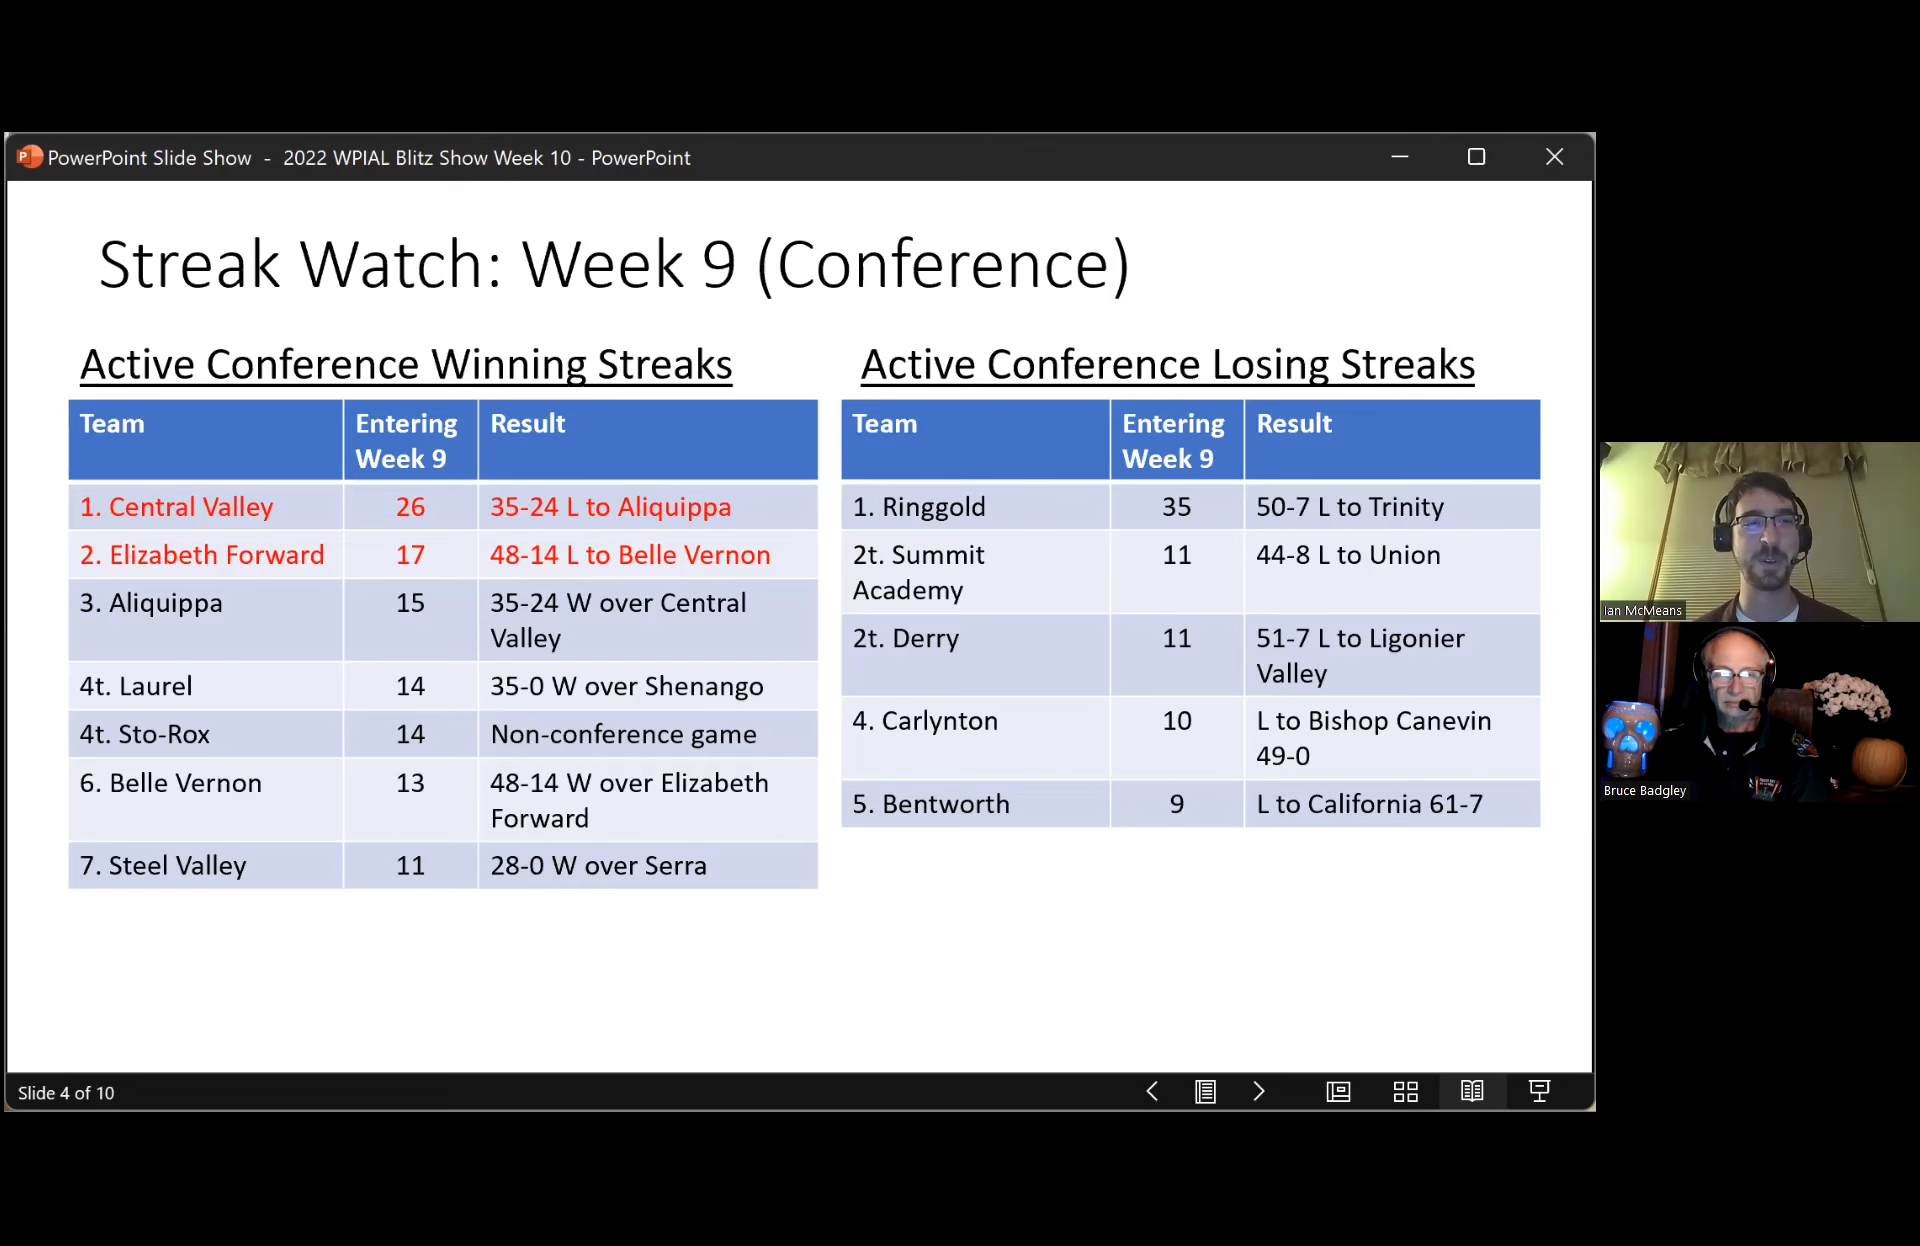 PowerPoint Slide Show - 2022 WPIAL Blitz Show Week 10 - PowerPoint
Streak Watch: Week 9 (Conference)
Active Conference Winning Streaks
Team
Entering
Week 9
Result
1. Central Valley 26 35-24 L to Aliquippa
2. Elizabeth Forward 17 48-14 L to Belle Vernon
3. Aliquippa 15 35-24 W over Central
Valley
4t. Laurel 14 35-0 W over Shenango
4t. Sto-Rox 14 Non-conference game
6. Belle Vernon 13 48-14 W over Elizabeth
Forward
7. Steel Valley 11 28-0 W over Serra
Active Conference Losing Streaks
Team
Entering
Week 9
Result
1. Ringgold 35 50-7 L to Trinity
2t. Summit 11 44-8 L to Union
Academy
2t. Derry 11 51-7 L to Ligonier
Valley
4. Carlynton 10 L to Bishop Canevin
49-0
5. Bentworth 9 L to California 61-7
Ian McMeans
Bruce Badgley
Slide 4 of 10